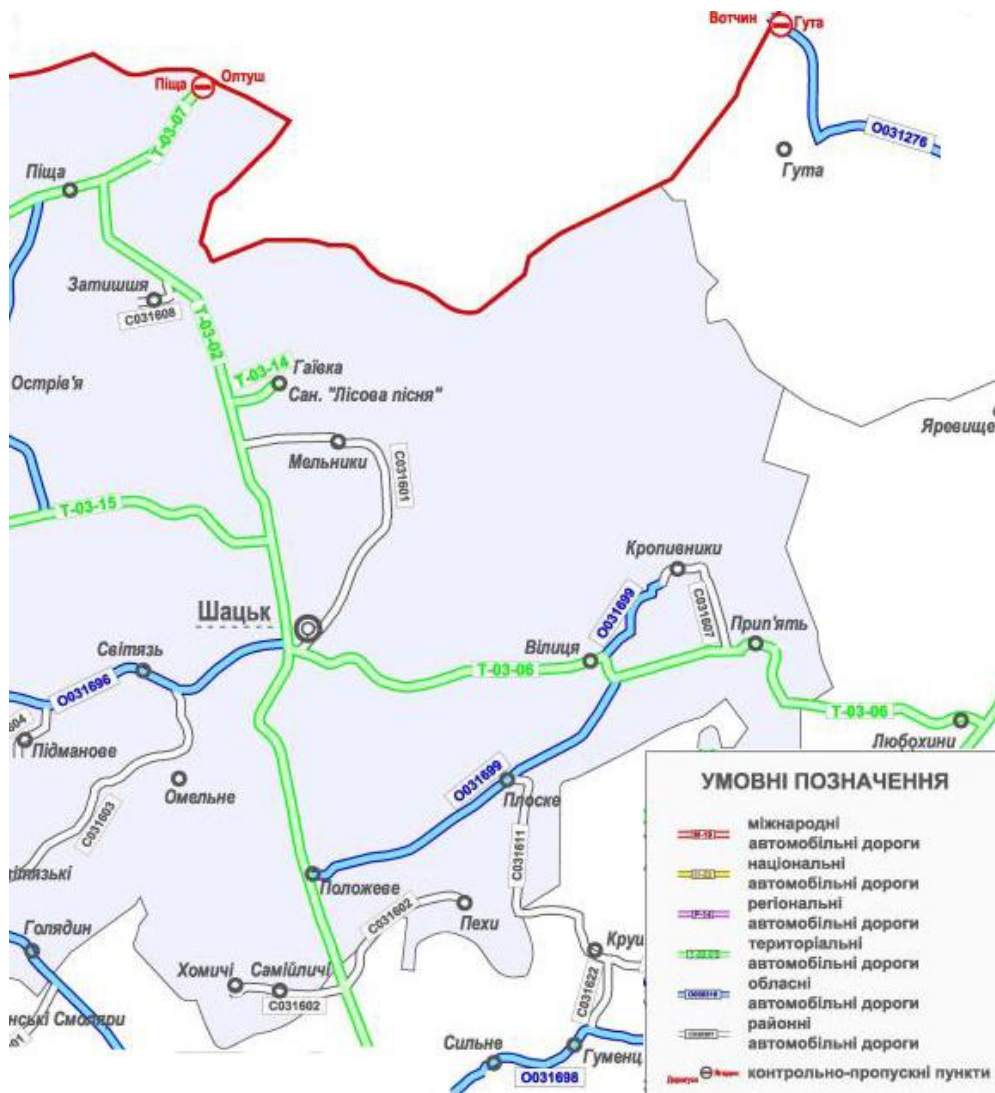 Вотчин
Гута
Піща
Олтуш
Т-03-07
О031276
Піща
Гута
Затишшя
С031608
Т-03-02
Т-03-14
Гаївка
Сан. "Лісова пісня"
Острів'я
Яревище
Мельники
С031601
Т-03-15
Кропивники
О031699
С031607
Шацьк
Прип'ять
Вілиця
Світязь
Т-03-06
О031696
Т-03-06
Любохини
Підманове
Омельне
С031603
О031699
Плоске
С031611
Положеве
С031602
Пехи
Голядин
Хомичі
Самійличі
С031602
С031622
Сильне
О031698
УМОВНІ ПОЗНАЧЕННЯ
міжнародні
автомобільні дороги
національні
автомобільні дороги
регіональні
автомобільні дороги
територіальні
автомобільні дороги
обласні
автомобільні дороги
районні
автомобільні дороги
контрольно-пропускні пункти